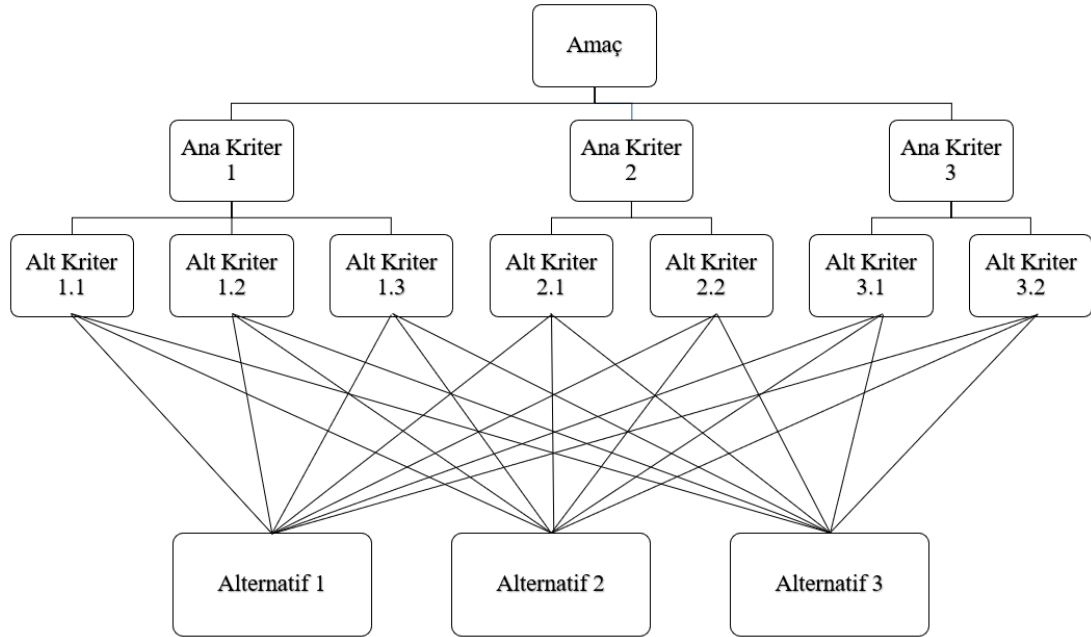 Amaç
Ana Kriter
1
Ana Kriter
2
Ana Kriter
3
Alt Kriter
1.1
Alt Kriter
1.2
Alt Kriter
1.3
Alt Kriter
2.1
Alt Kriter
2.2
Alt Kriter
3.1
Alt Kriter
3.2
Alternatif 1
Alternatif 2
Alternatif 3